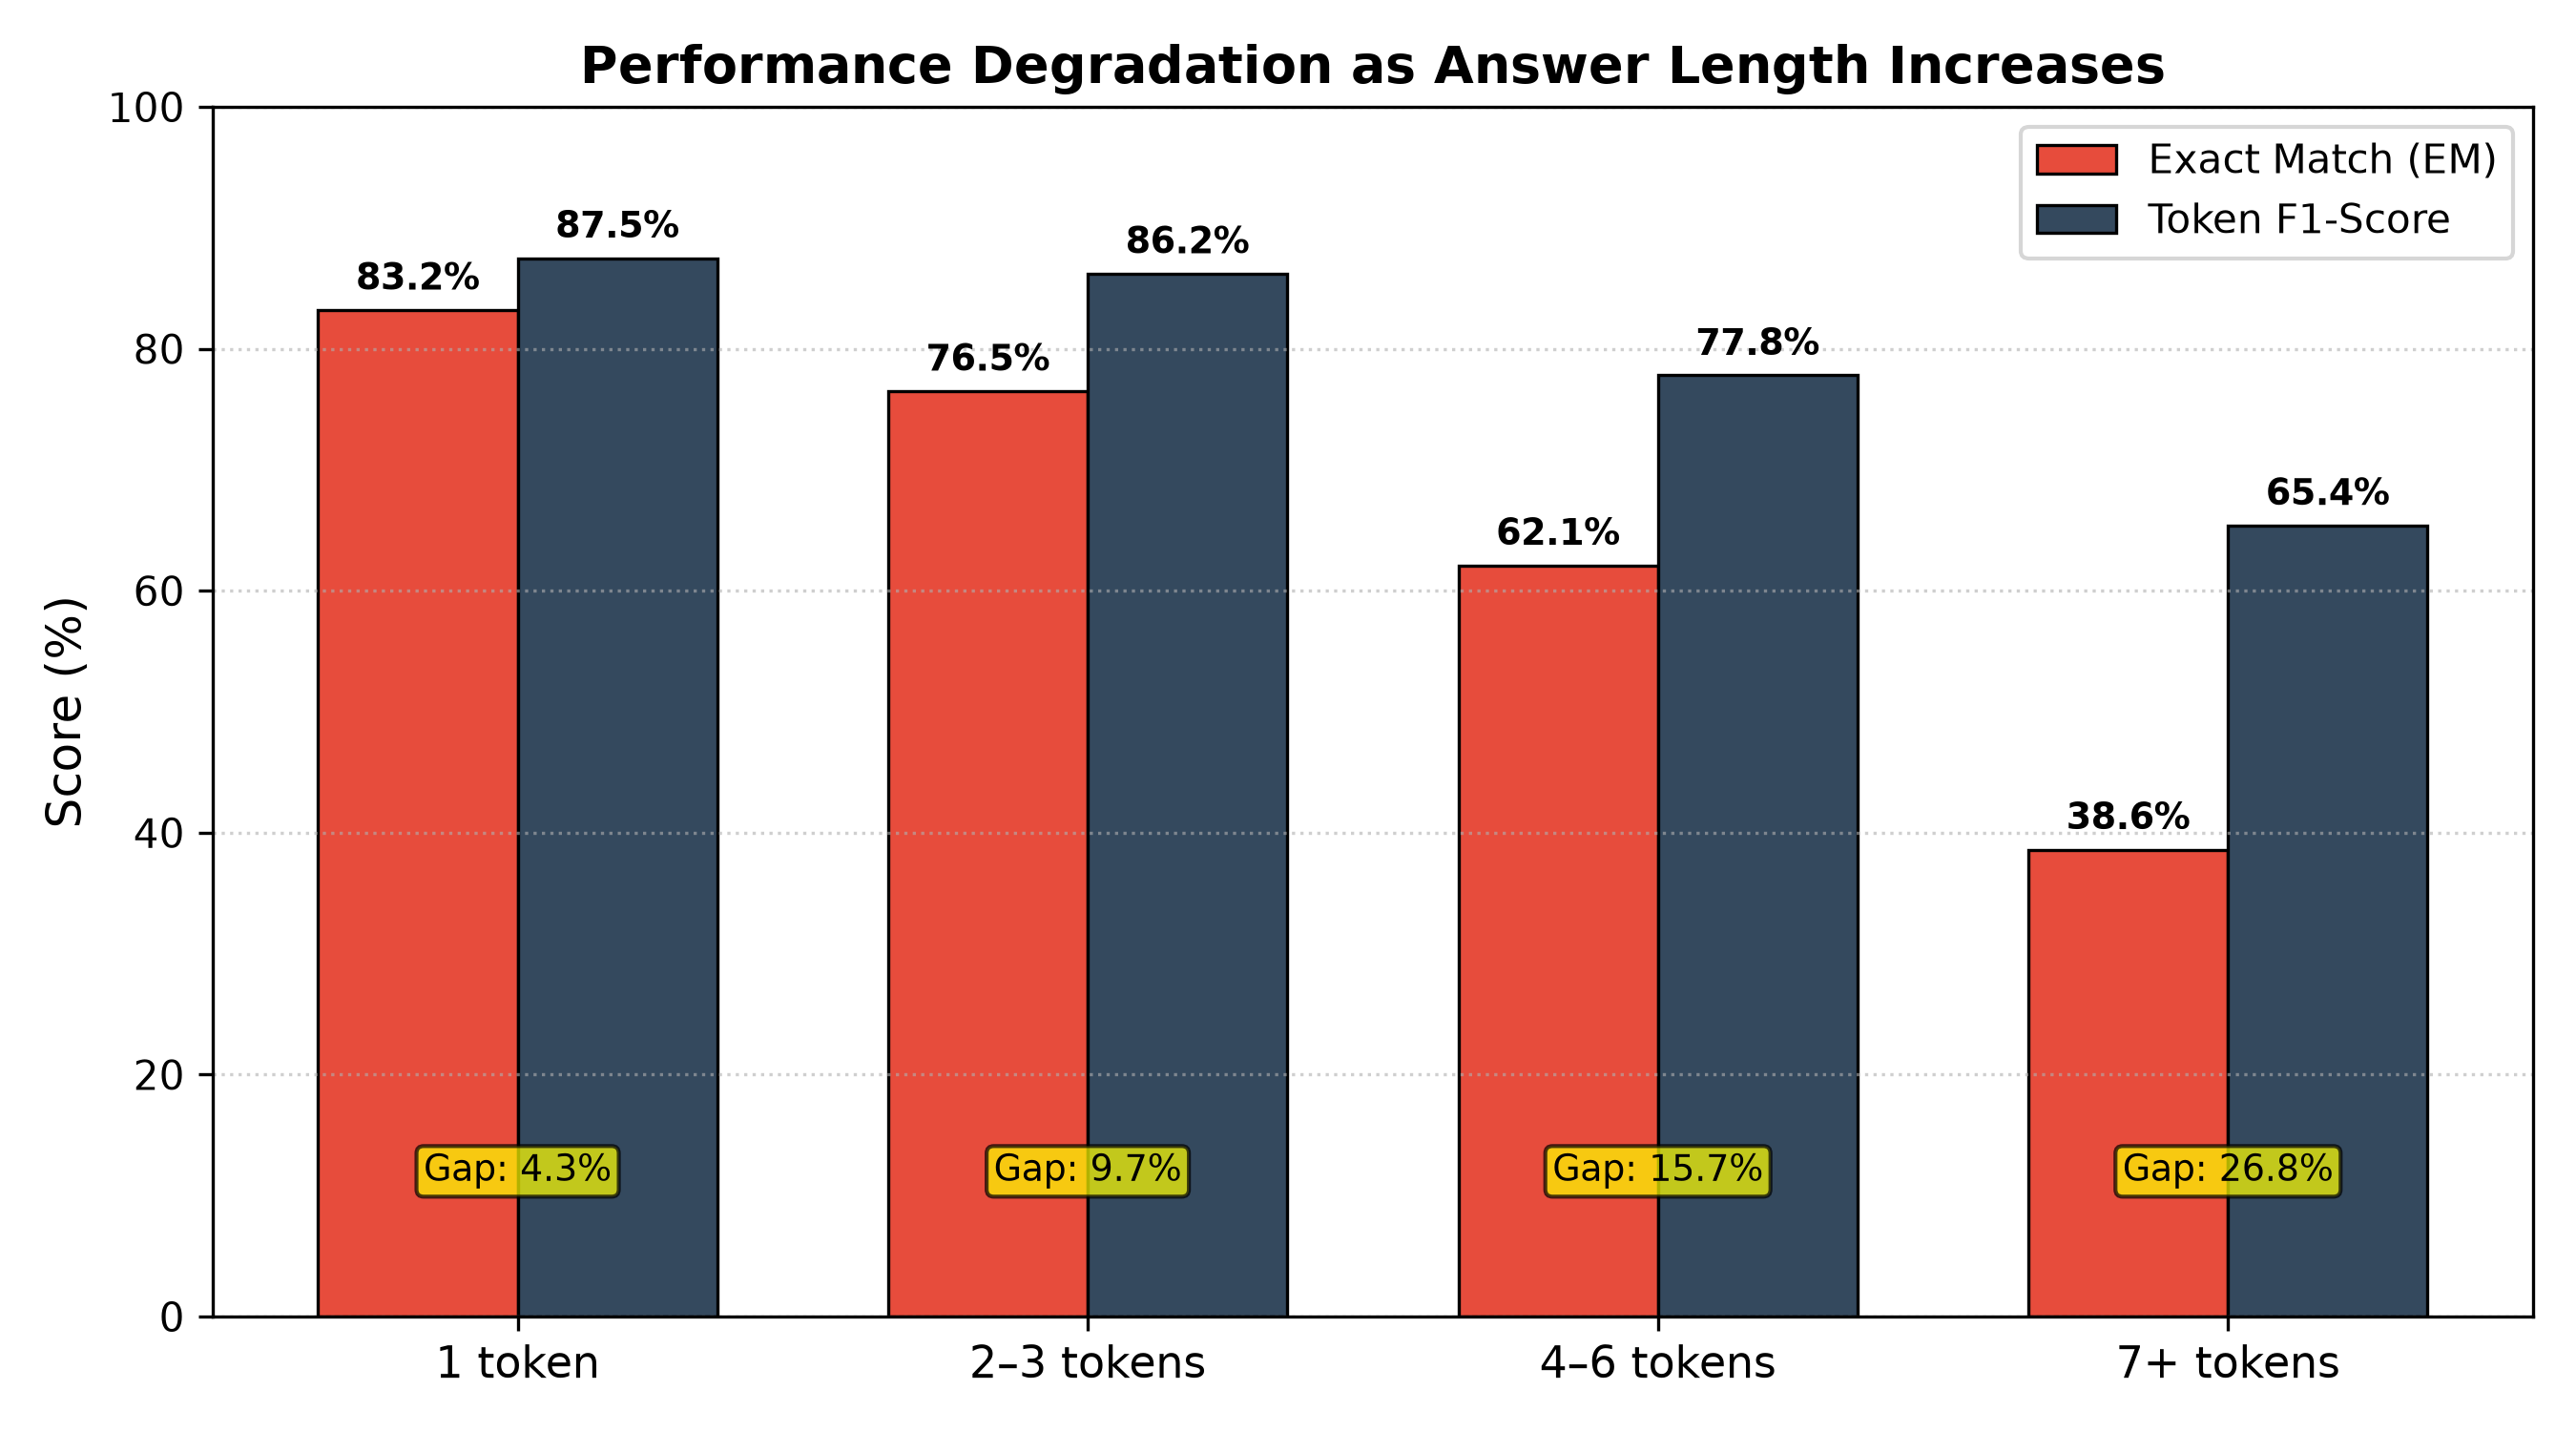 Performance Degradation as Answer Length Increases
Exact Match (EM)
Token F1-Score
Score (%)
100
80
60
40
20
0
83.2%
87.5%
76.5%
86.2%
62.1%
77.8%
38.6%
65.4%
Gap: 4.3%
Gap: 9.7%
Gap: 15.7%
Gap: 26.8%
1 token
2–3 tokens
4–6 tokens
7+ tokens